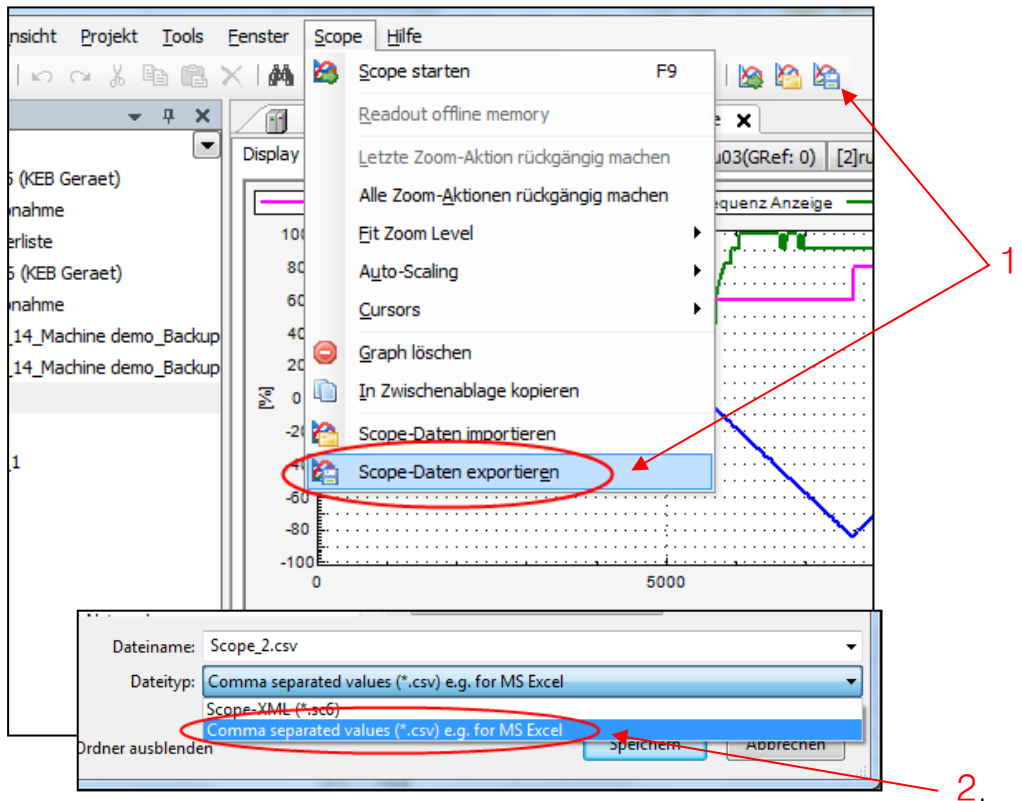 nsicht Projekt Tools Fenster Scope Hilfe
Scope starten F9
Readout offline memory
Letzte Zoom-Aktion rückgängig machen
Alle Zoom-Aktionen rückgängig machen
Fit Zoom Level
Auto-Scaling
Cursors
Graph löschen
In Zwischenablage kopieren
Scope-Daten importieren
Scope-Daten exportieren
(KEB Geraet)
onahme
erliste
5 (KEB Geraet)
onahme
_14_Machine demo_Backup
_14_Machine demo_Backup
_1
Display
u03(GRef: 0) [2]ru
equenz Anzeige
100
80
60
40
20
0
-20
-40
-60
-80
-100
[%]
0 5000
1
Dateiname: Scope_2.csv
Dateityp: Comma separated values (*.csv) e.g. for MS Excel
Scope-XML (*.sc6)
Comma separated values (*.csv) e.g. for MS Excel
Ordner ausblenden Speichern Abbrechen
2.